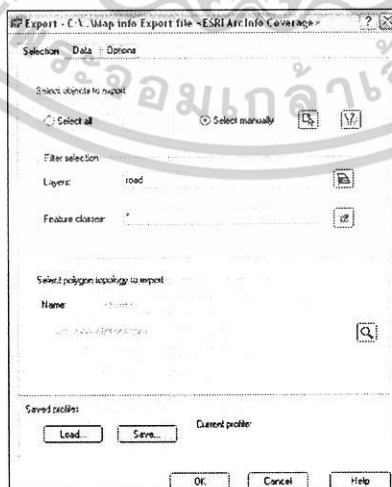 Export - C:\...\Map info Export file <ESRI ArcInfo Coverage>
Selection Data Options
Select objects to export
Select all
Select manually
Filter selection
Layers: road
Feature classes: *
Select polygon topology to export
Name:
Saved profiles
Load... Save...
Current profile:
OK Cancel Help